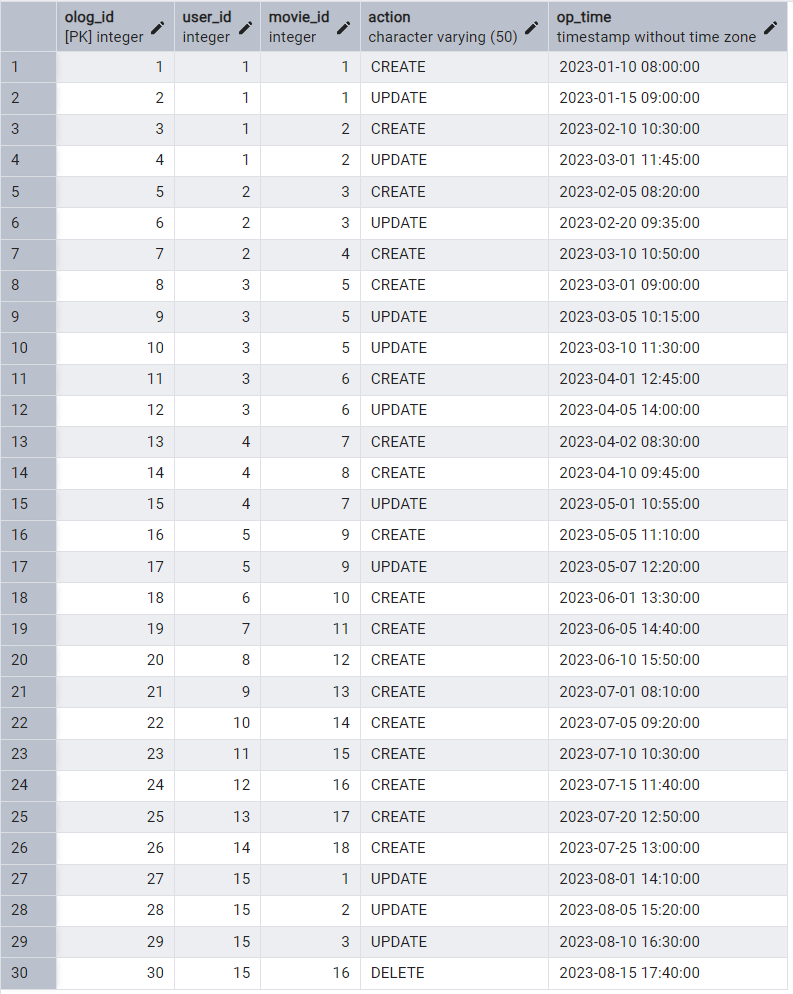 olog_id user_id movie_id action op_time
[PK] integer integer integer character varying (50) timestamp without time zone
1 1 1 1 CREATE 2023-01-10 08:00:00
2 2 1 1 UPDATE 2023-01-15 09:00:00
3 3 1 2 CREATE 2023-02-10 10:30:00
4 4 1 2 UPDATE 2023-03-01 11:45:00
5 5 2 3 CREATE 2023-02-05 08:20:00
6 6 2 3 UPDATE 2023-02-20 09:35:00
7 7 2 4 CREATE 2023-03-10 10:50:00
8 8 3 5 CREATE 2023-03-01 09:00:00
9 9 3 5 UPDATE 2023-03-05 10:15:00
10 10 3 5 UPDATE 2023-03-10 11:30:00
11 11 3 6 CREATE 2023-04-01 12:45:00
12 12 3 6 UPDATE 2023-04-05 14:00:00
13 13 4 7 CREATE 2023-04-02 08:30:00
14 14 4 8 CREATE 2023-04-10 09:45:00
15 15 4 7 UPDATE 2023-05-01 10:55:00
16 16 5 9 CREATE 2023-05-05 11:10:00
17 17 5 9 UPDATE 2023-05-07 12:20:00
18 18 6 10 CREATE 2023-06-01 13:30:00
19 19 7 11 CREATE 2023-06-05 14:40:00
20 20 8 12 CREATE 2023-06-10 15:50:00
21 21 9 13 CREATE 2023-07-01 08:10:00
22 22 10 14 CREATE 2023-07-05 09:20:00
23 23 11 15 CREATE 2023-07-10 10:30:00
24 24 12 16 CREATE 2023-07-15 11:40:00
25 25 13 17 CREATE 2023-07-20 12:50:00
26 26 14 18 CREATE 2023-07-25 13:00:00
27 27 15 1 UPDATE 2023-08-01 14:10:00
28 28 15 2 UPDATE 2023-08-05 15:20:00
29 29 15 3 UPDATE 2023-08-10 16:30:00
30 30 15 16 DELETE 2023-08-15 17:40:00